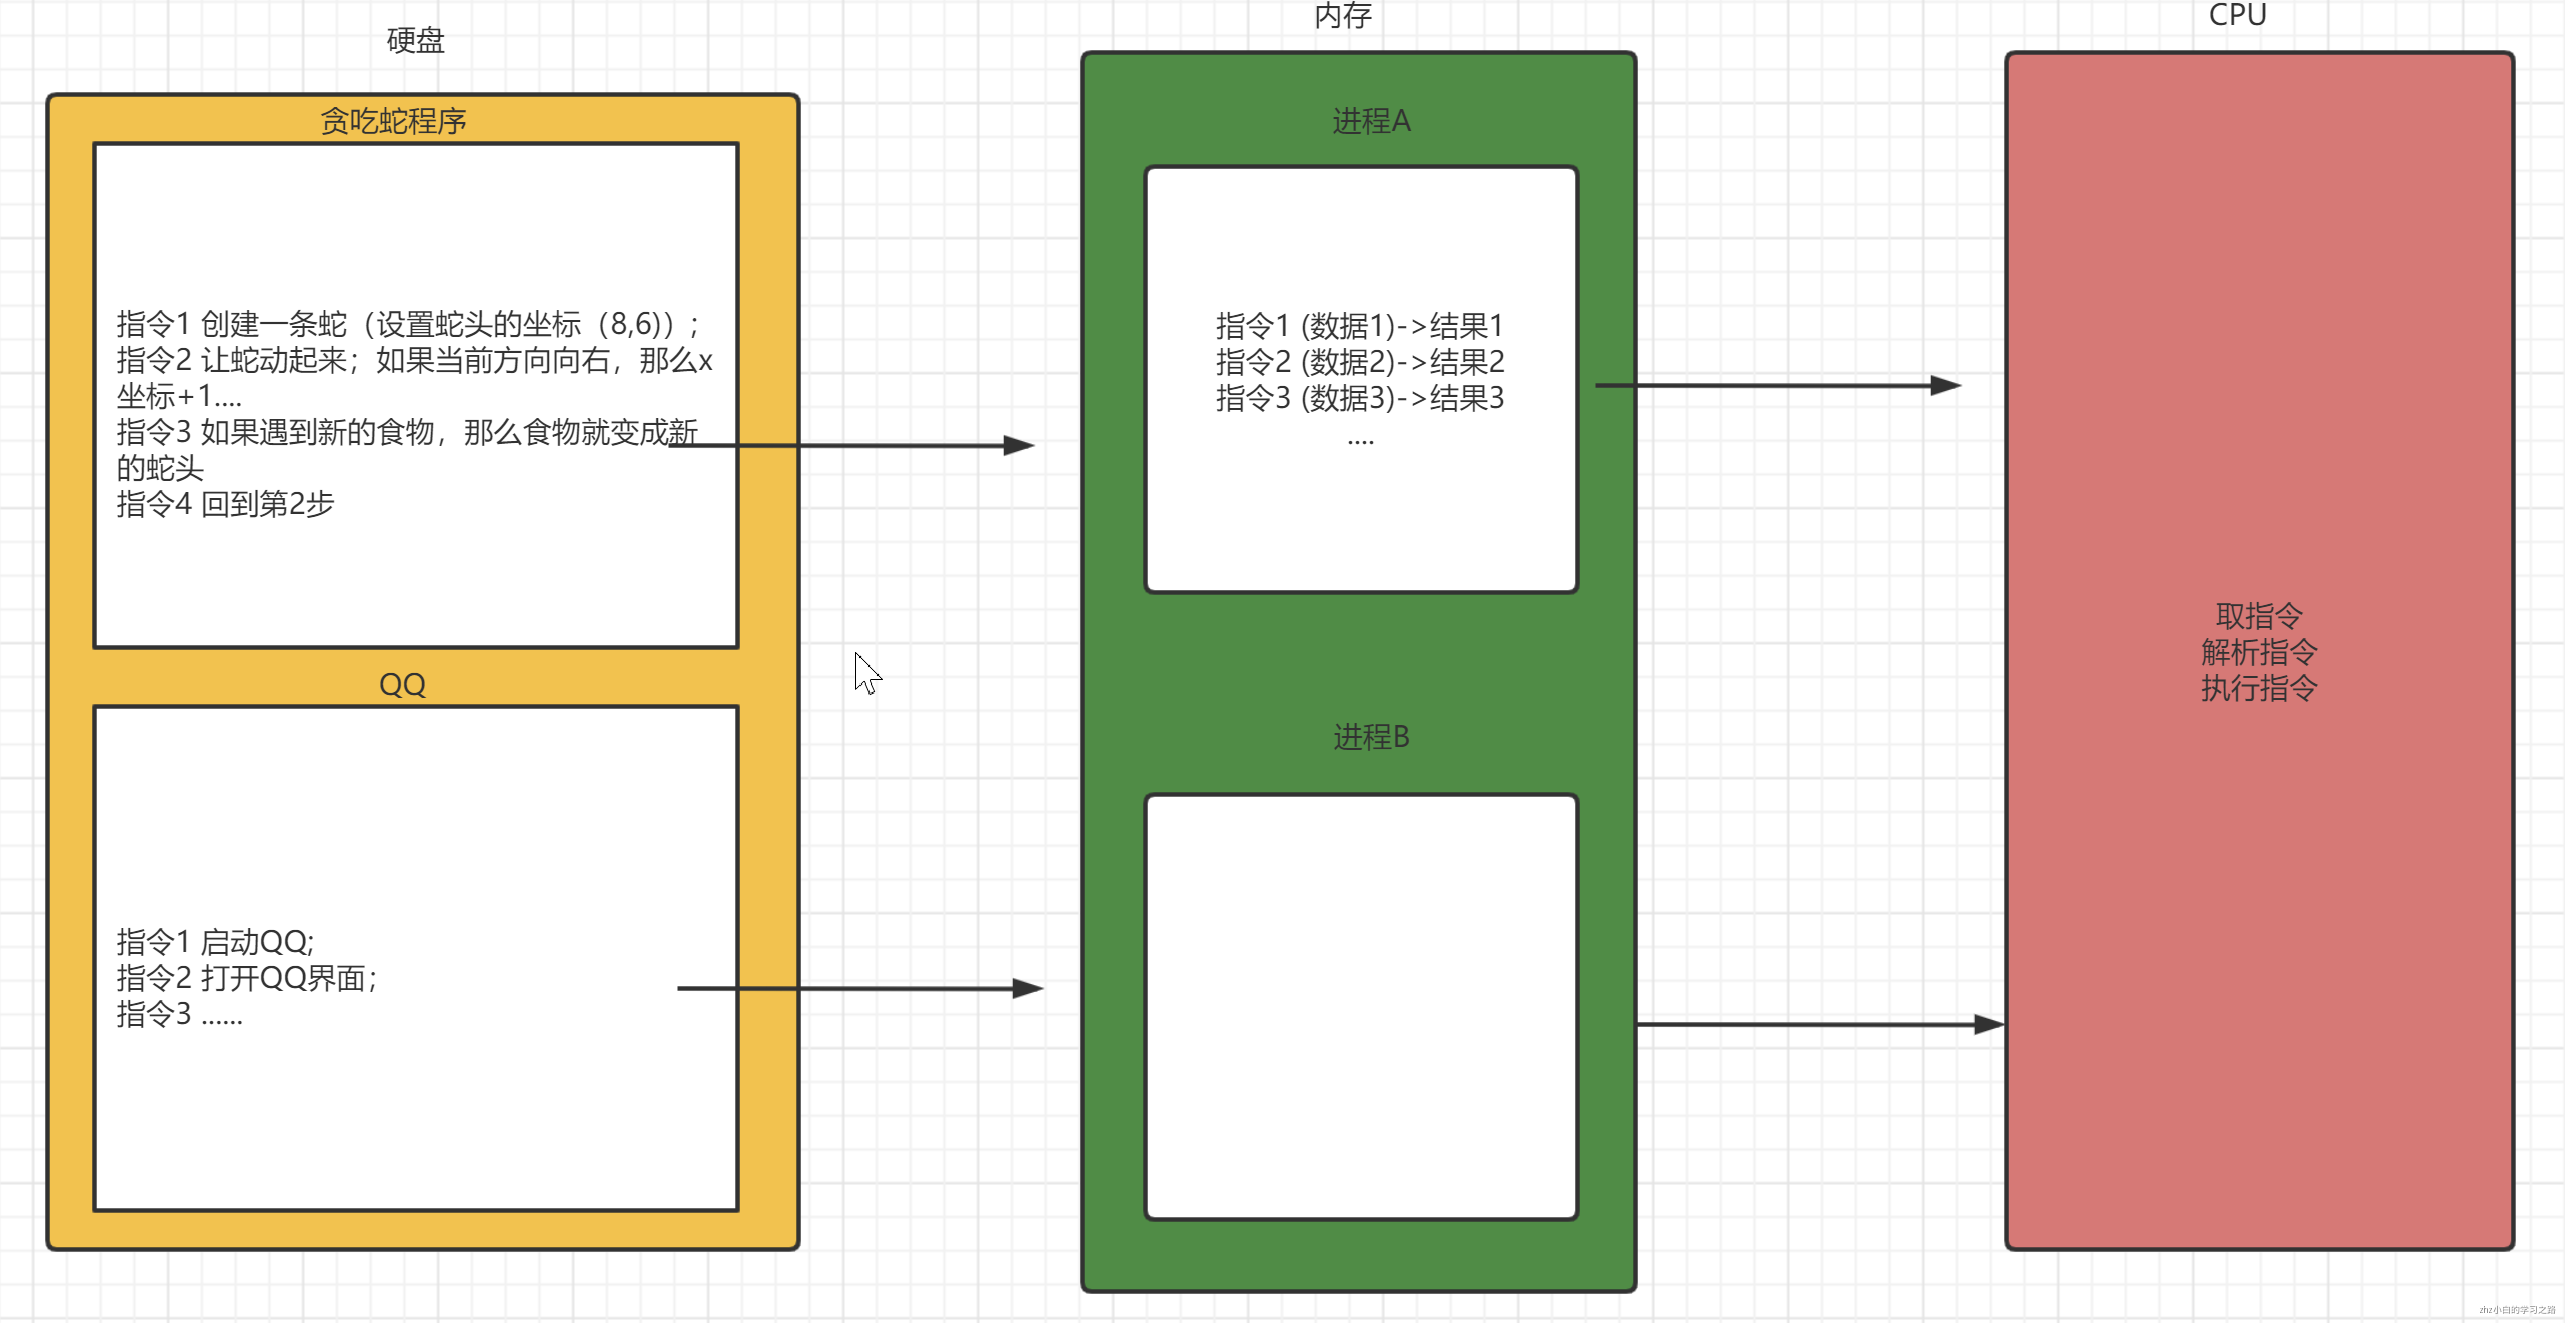 硬盘
贪吃蛇程序
指令1 创建一条蛇（设置蛇头的坐标（8,6））;
指令2 让蛇动起来；如果当前方向向右，那么x
坐标+1....
指令3 如果遇到新的食物，那么食物就变成新
的蛇头
指令4 回到第2步
QQ
指令1 启动QQ;
指令2 打开QQ界面；
指令3 ......
内存
进程A
指令1 (数据1)->结果1
指令2 (数据2)->结果2
指令3 (数据3)->结果3
....
进程B
CPU
取指令
解析指令
执行指令
zhz小白的学习之路